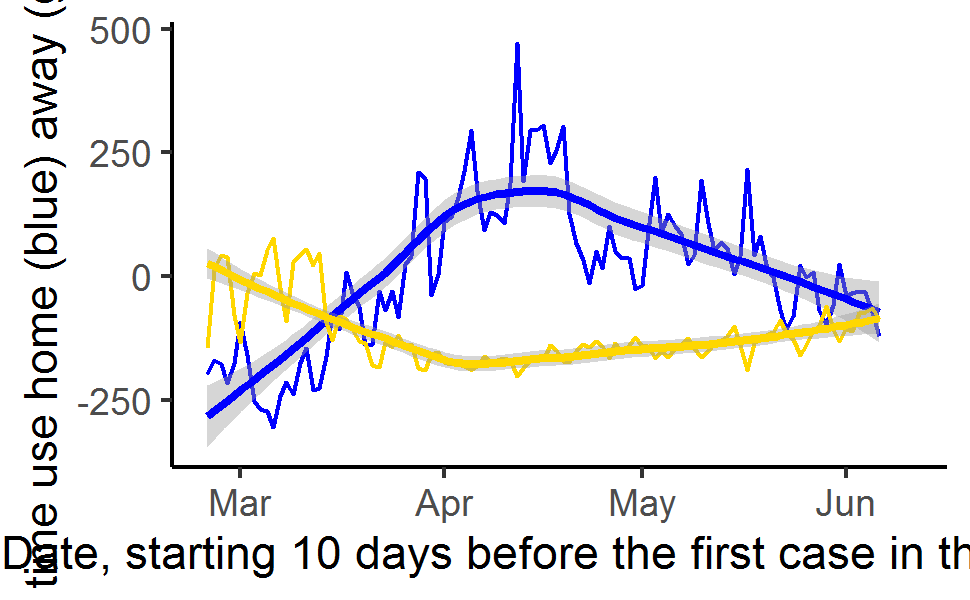 time use home (blue) away (
500
250
0
-250
Mar Apr May Jun
Date, starting 10 days before the first case in th